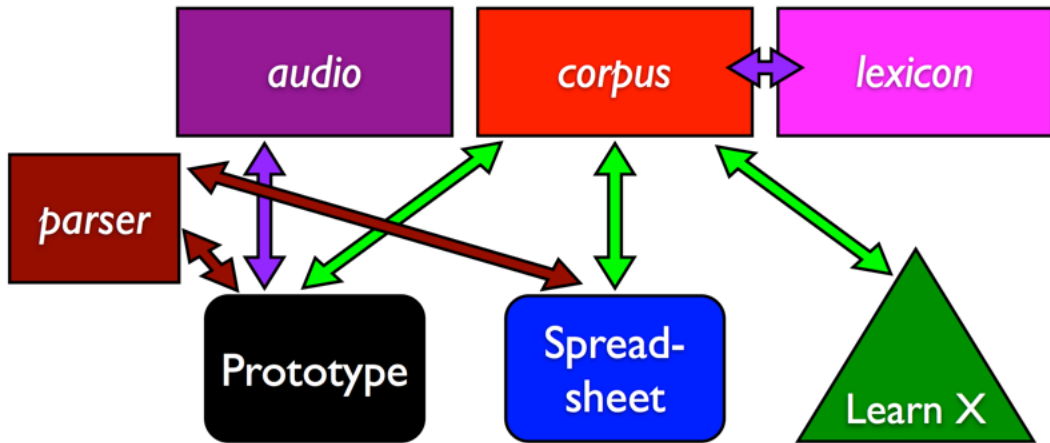 audio
corpus
lexicon
parser
Prototype
Spread-
sheet
Learn X